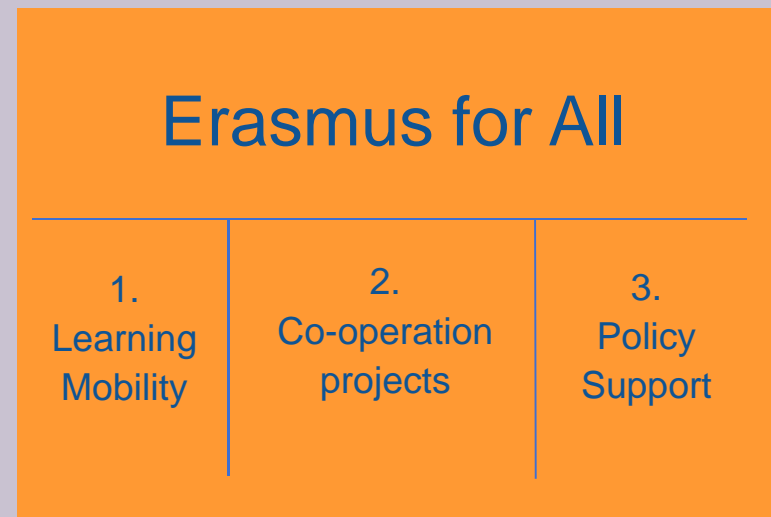 Erasmus for All
1.
Learning
Mobility
2.
Co-operation
projects
3.
Policy
Support